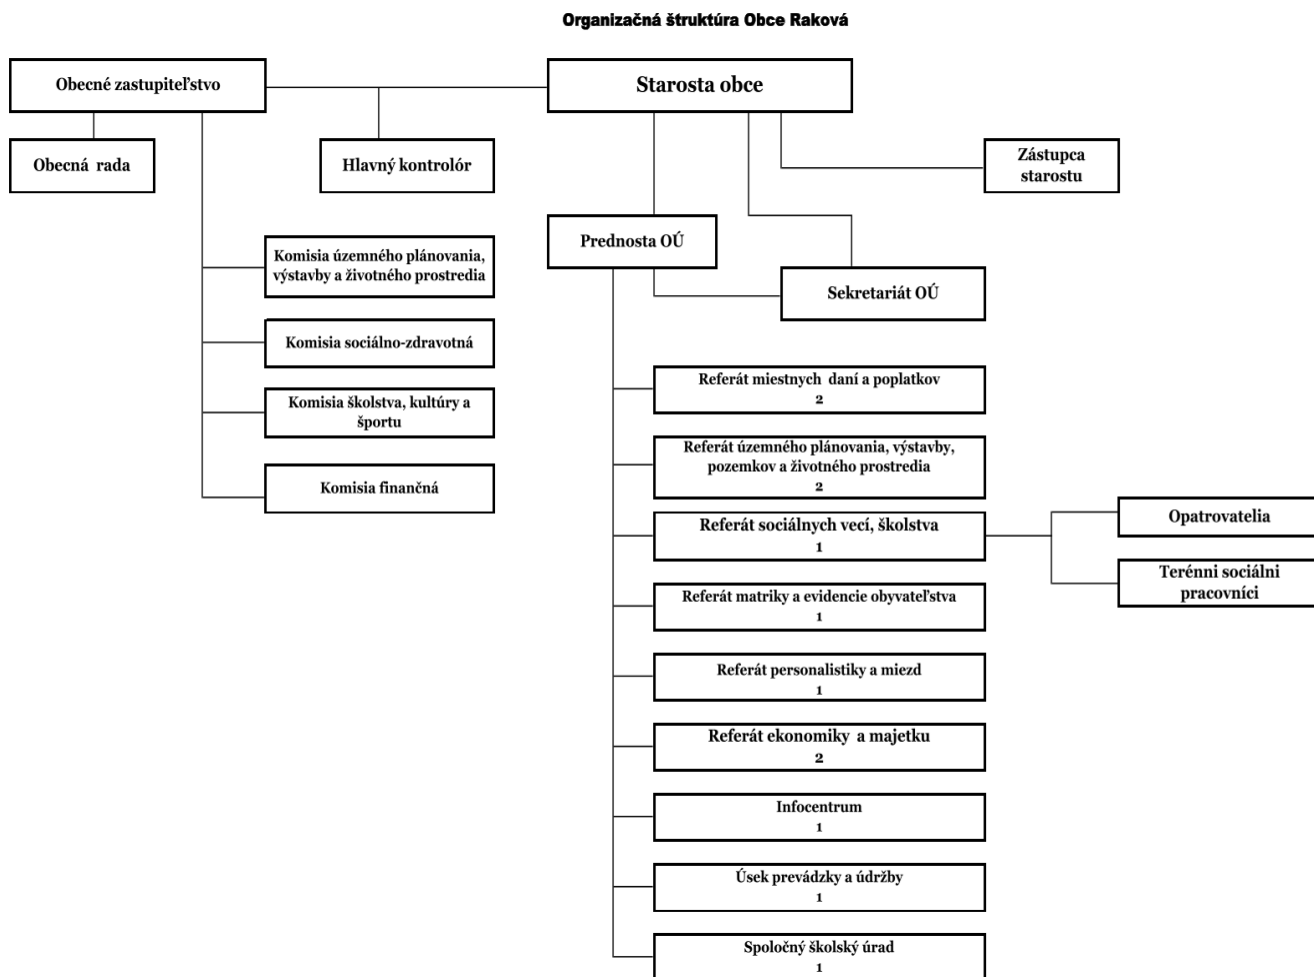 Organizačná štruktúra Obce Raková
Obecné zastupiteľstvo
Starosta obce
Obecná rada
Hlavný kontrolór
Zástupca
starostu
Prednosta OÚ
Komisia územného plánovania,
výstavby a životného prostredia
Sekretariát OÚ
Komisia sociálno-zdravotná
Komisia školstva, kultúry a
športu
Komisia finančná
Referát miestnych daní a poplatkov
2
Referát územného plánovania, výstavby,
pozemkov a životného prostredia
2
Referát sociálnych vecí, školstva
1
Opatrovatelia
Terénni sociálni
pracovníci
Referát matriky a evidencie obyvateľstva
1
Referát personalistiky a miezd
1
Referát ekonomiky a majetku
2
Infocentrum
1
Úsek prevádzky a údržby
1
Spoločný školský úrad
1